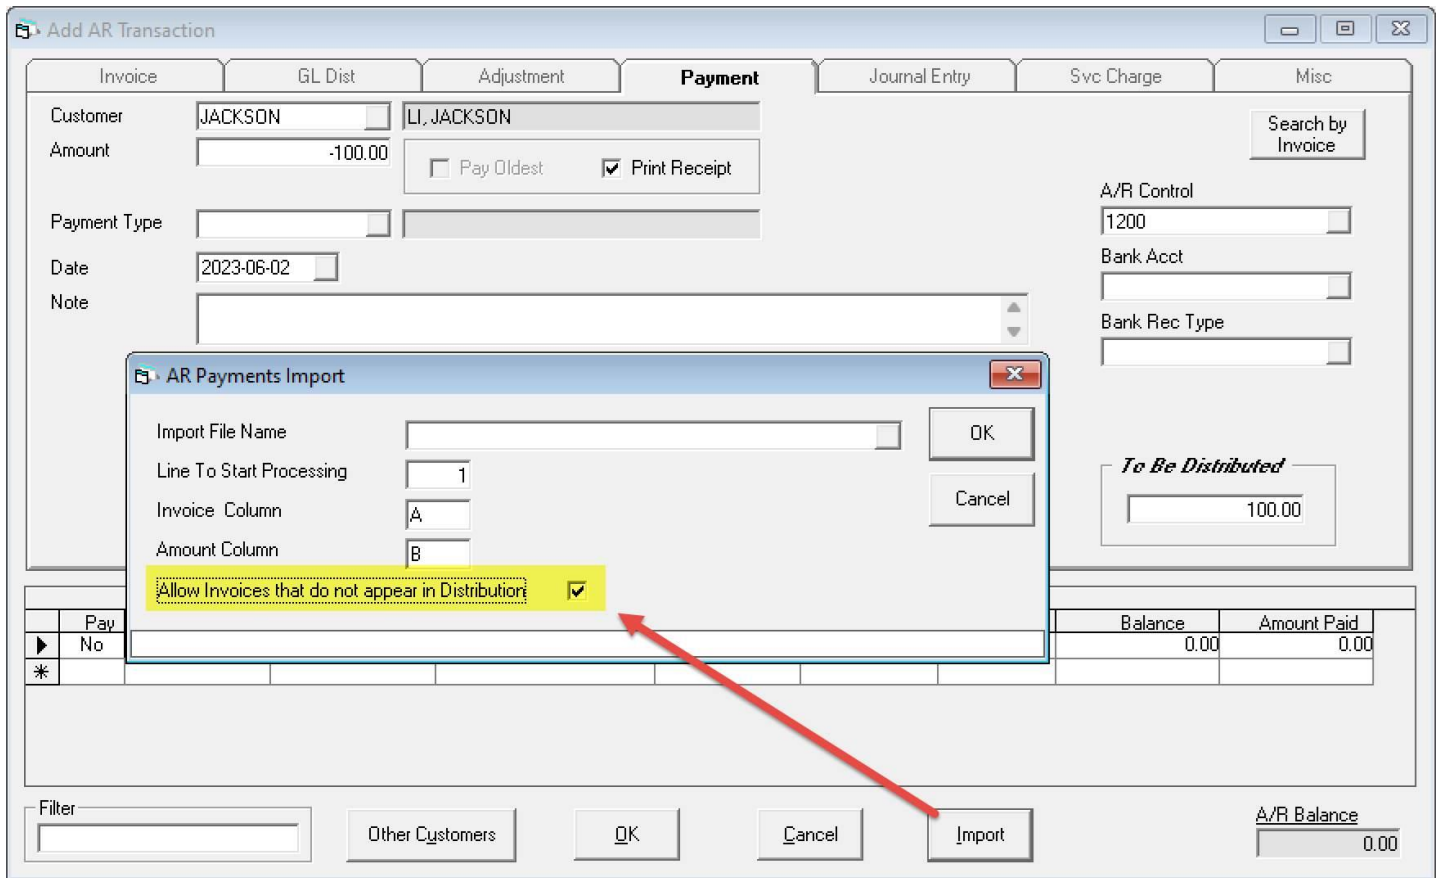 Add AR Transaction
Invoice GL Dist Adjustment Payment Journal Entry Svc Charge Misc
Customer JACKSON LI, JACKSON
Search by
Invoice
Amount -100.00
Pay Oldest Print Receipt
A/R Control
1200
Payment Type
Bank Acct
Date 2023-06-02
Note
Bank Rec Type
AR Payments Import
Import File Name
OK
Line To Start Processing 1
Invoice Column A
Cancel
Amount Column B
Allow Invoices that do not appear in Distribution
To Be Distributed
100.00
Pay Balance Amount Paid
No 0.00 0.00
Filter
Other Customers OK Cancel Import
A/R Balance
0.00